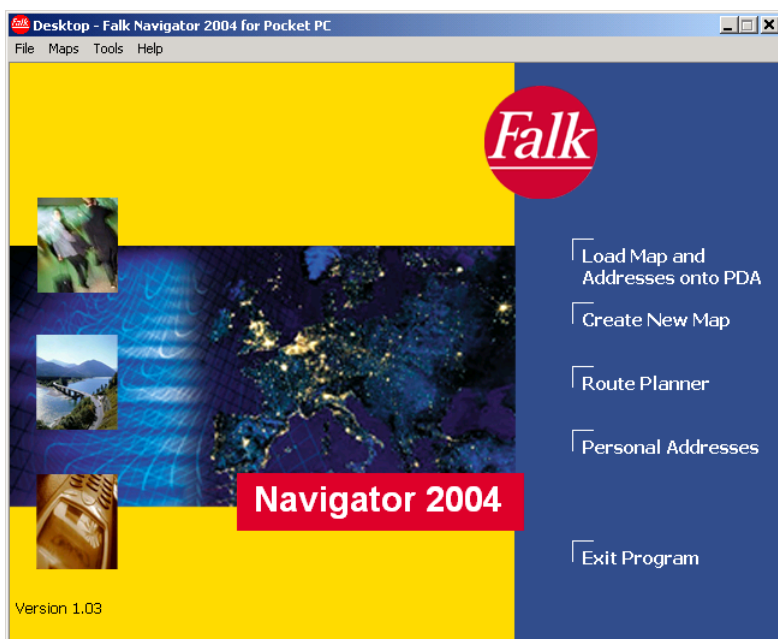 Desktop - Falk Navigator 2004 for Pocket PC
File Maps Tools Help
Falk
Load Map and
Addresses onto PDA
Create New Map
Route Planner
Personal Addresses
Navigator 2004
Exit Program
Version 1.03